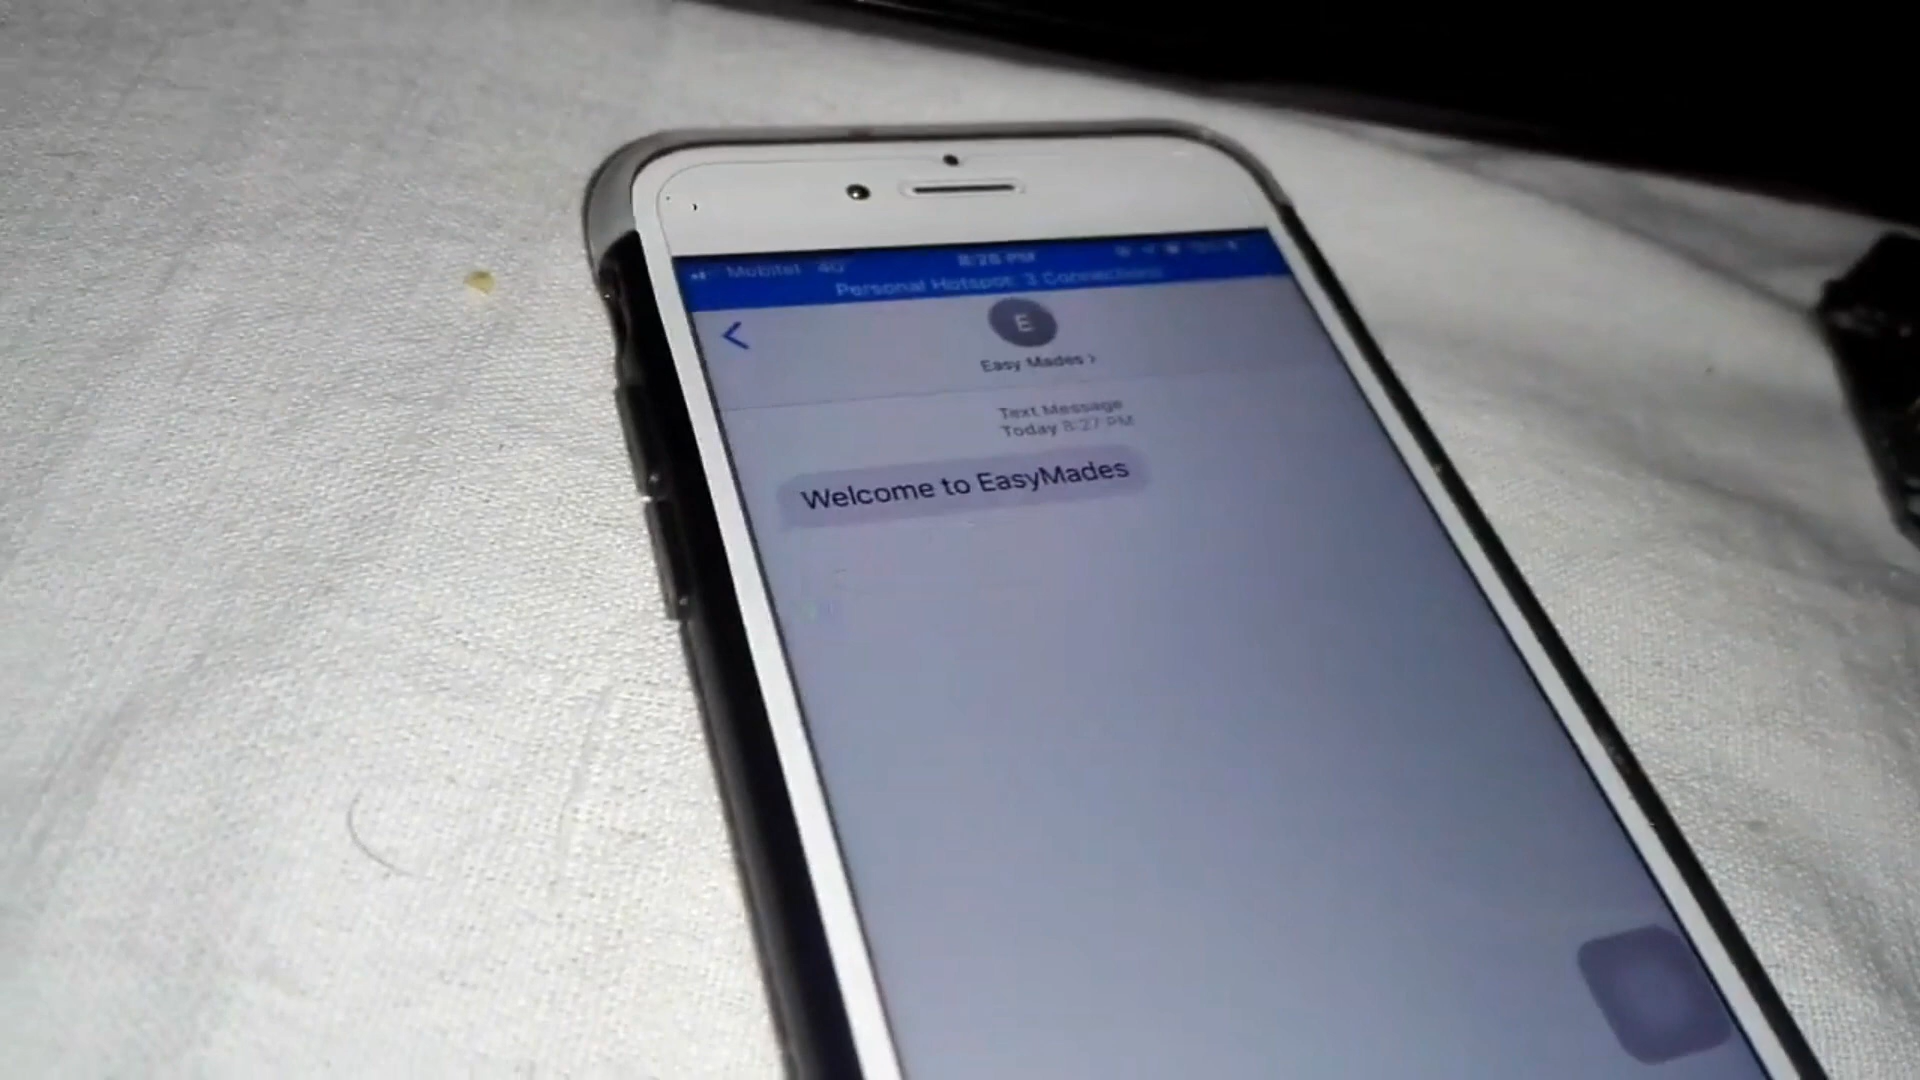 Mobitel 4G 8:28 PM
Personal Hotspot: 3 Connections
E
Easy Mades >
Text Message
Today 8:27 PM
Welcome to EasyMades